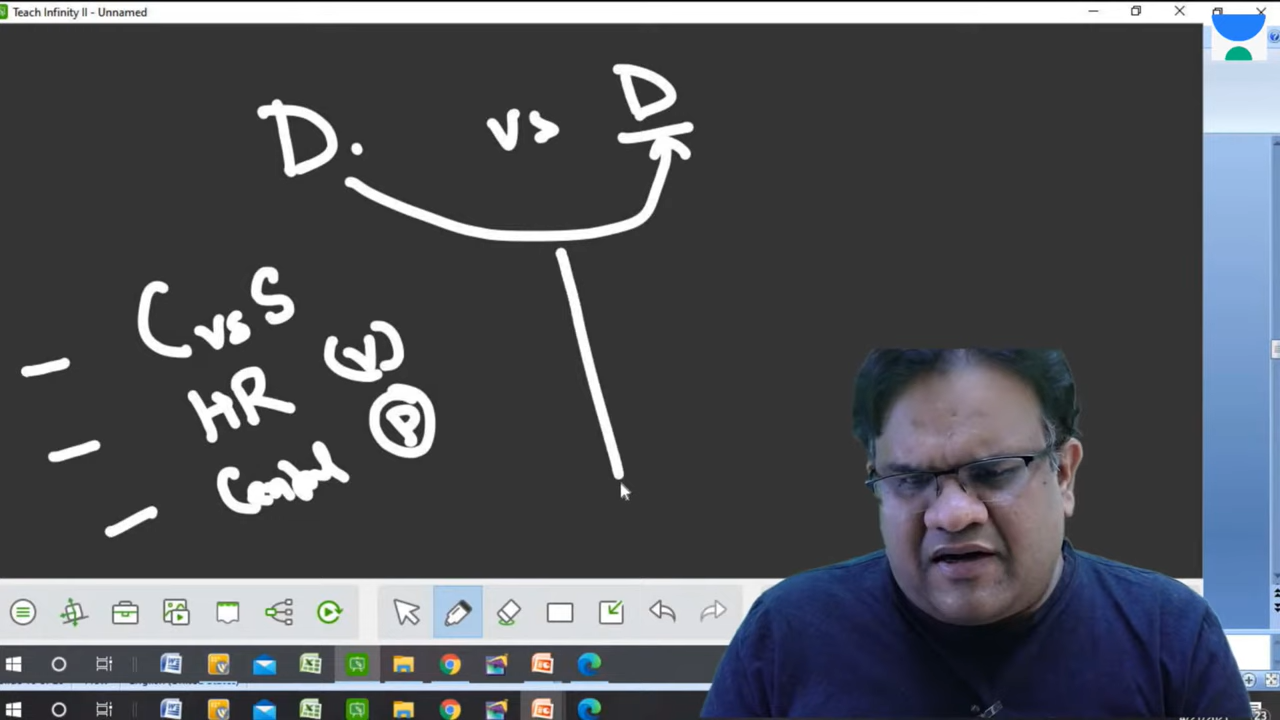 Teach Infinity II - Unnamed
D. vs D
C vs S
HR (V)
Control P